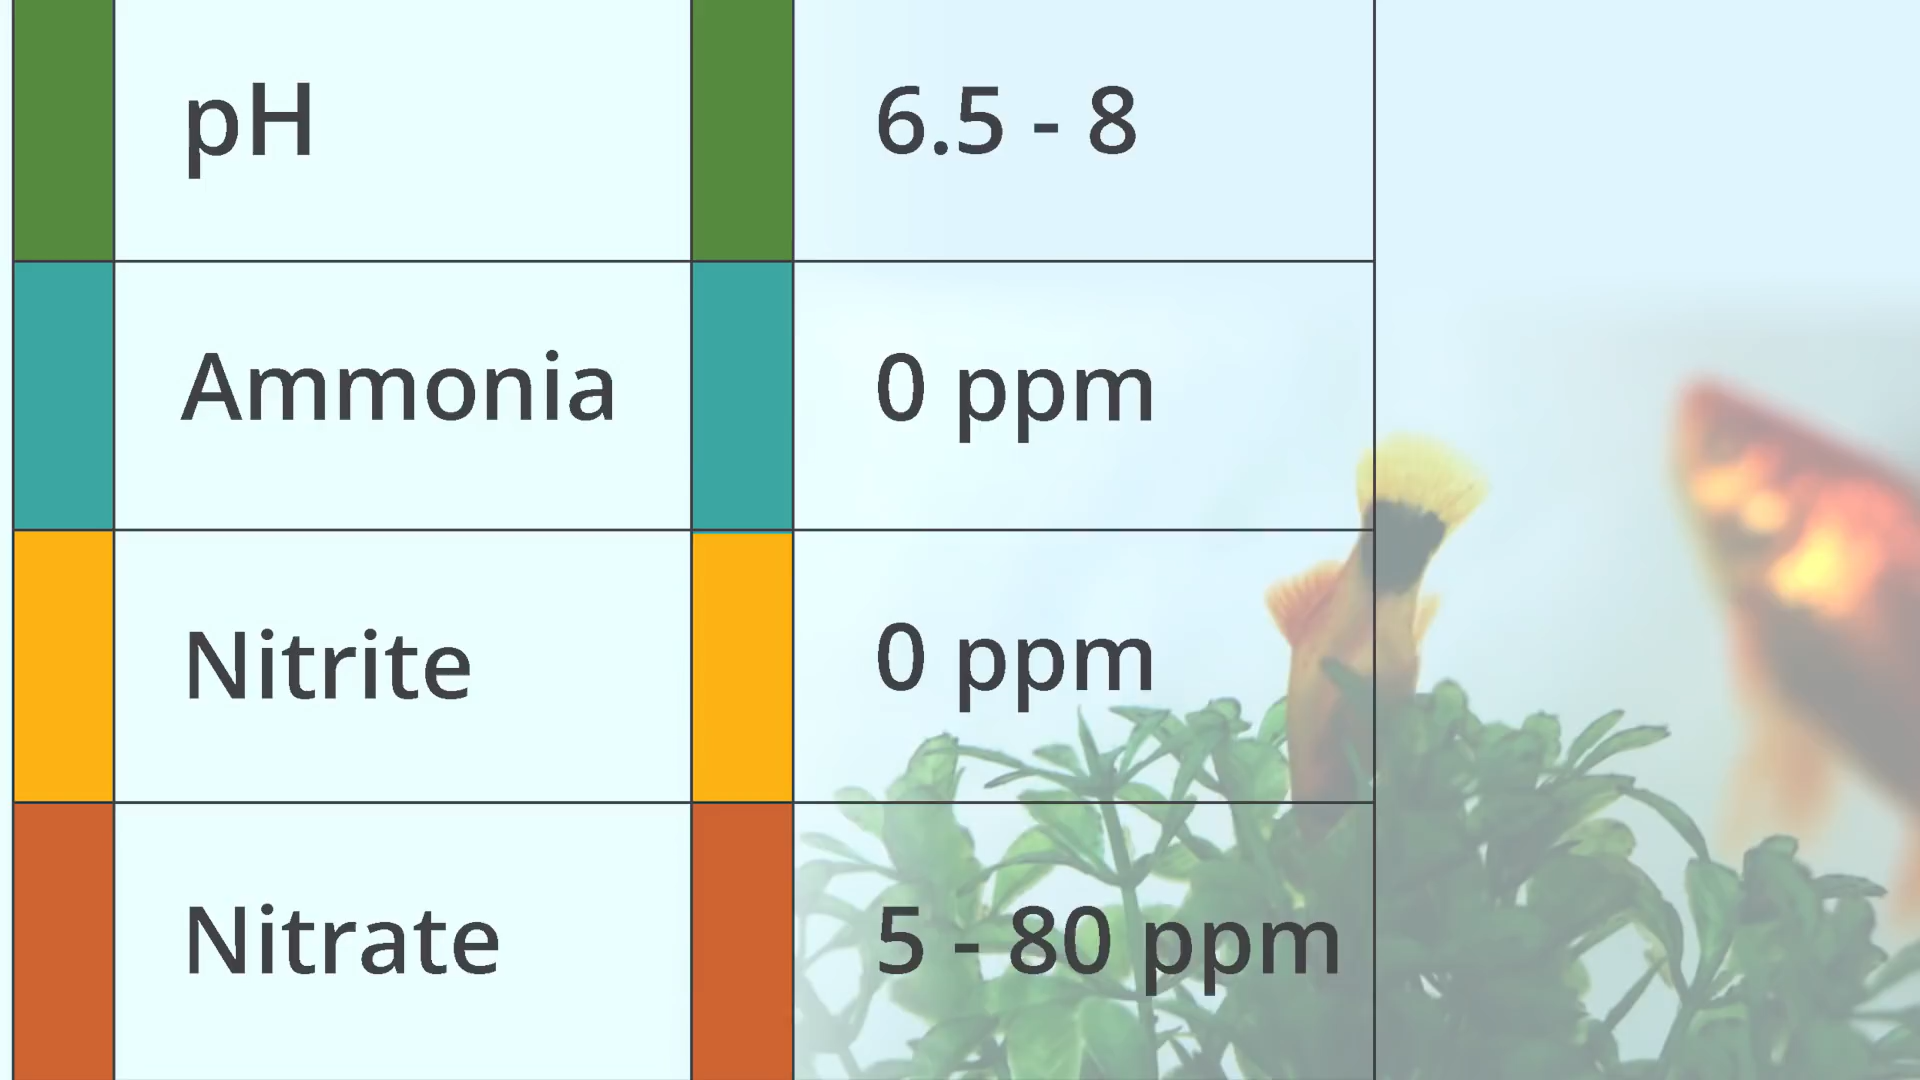 pH 6.5 - 8
Ammonia 0 ppm
Nitrite 0 ppm
Nitrate 5 - 80 ppm